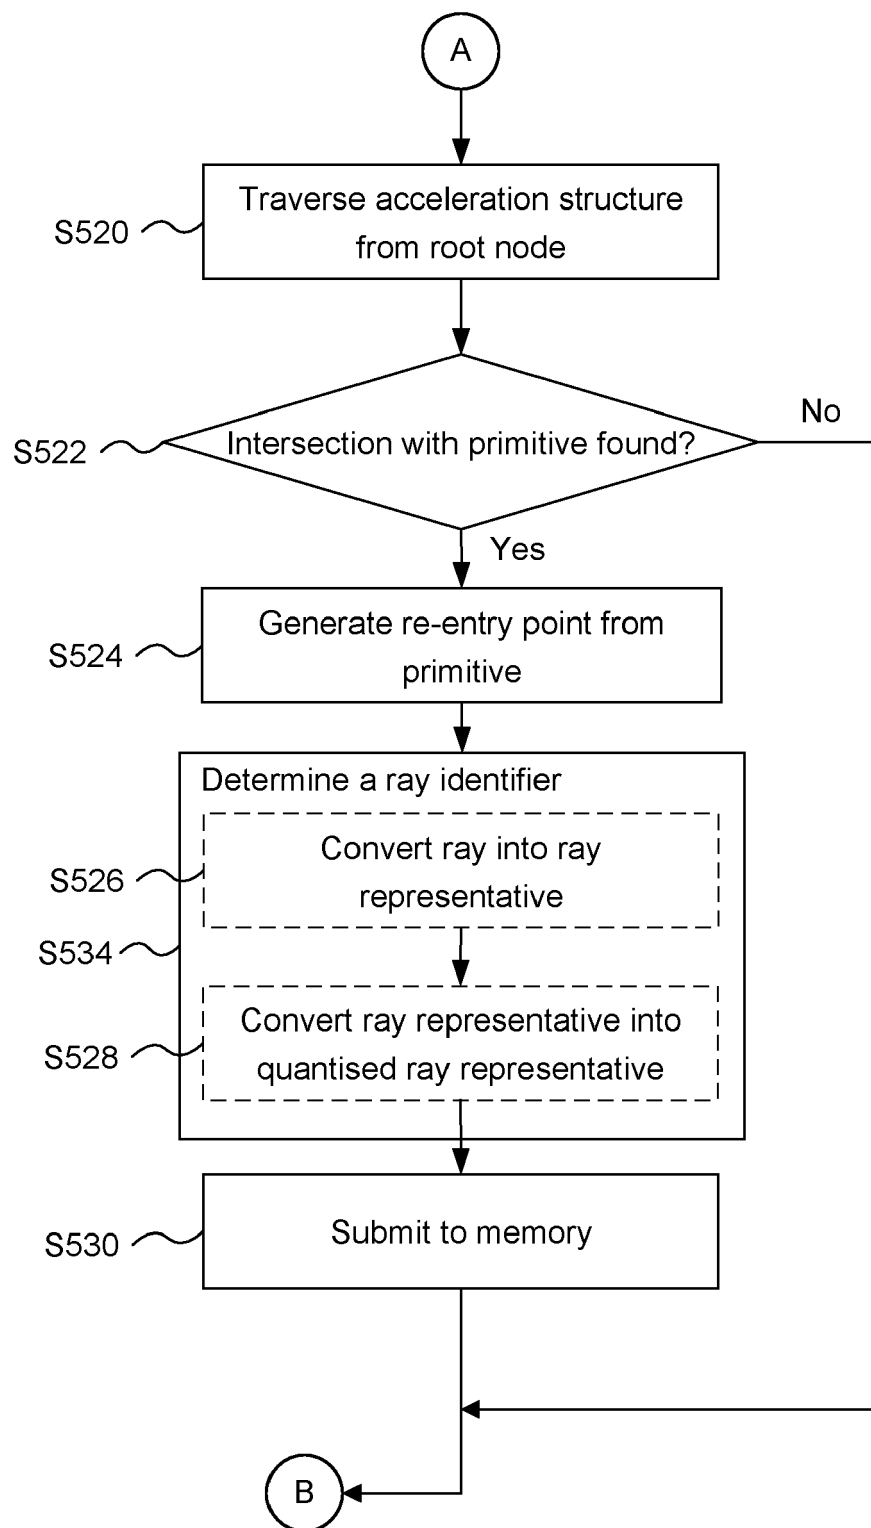 A
Traverse acceleration structure
from root node
S520
No
Intersection with primitive found?
S522
Yes
Generate re-entry point from
primitive
S524
Determine a ray identifier
Convert ray into ray
representative
S526
S534
Convert ray representative into
quantised ray representative
S528
Submit to memory
S530
B